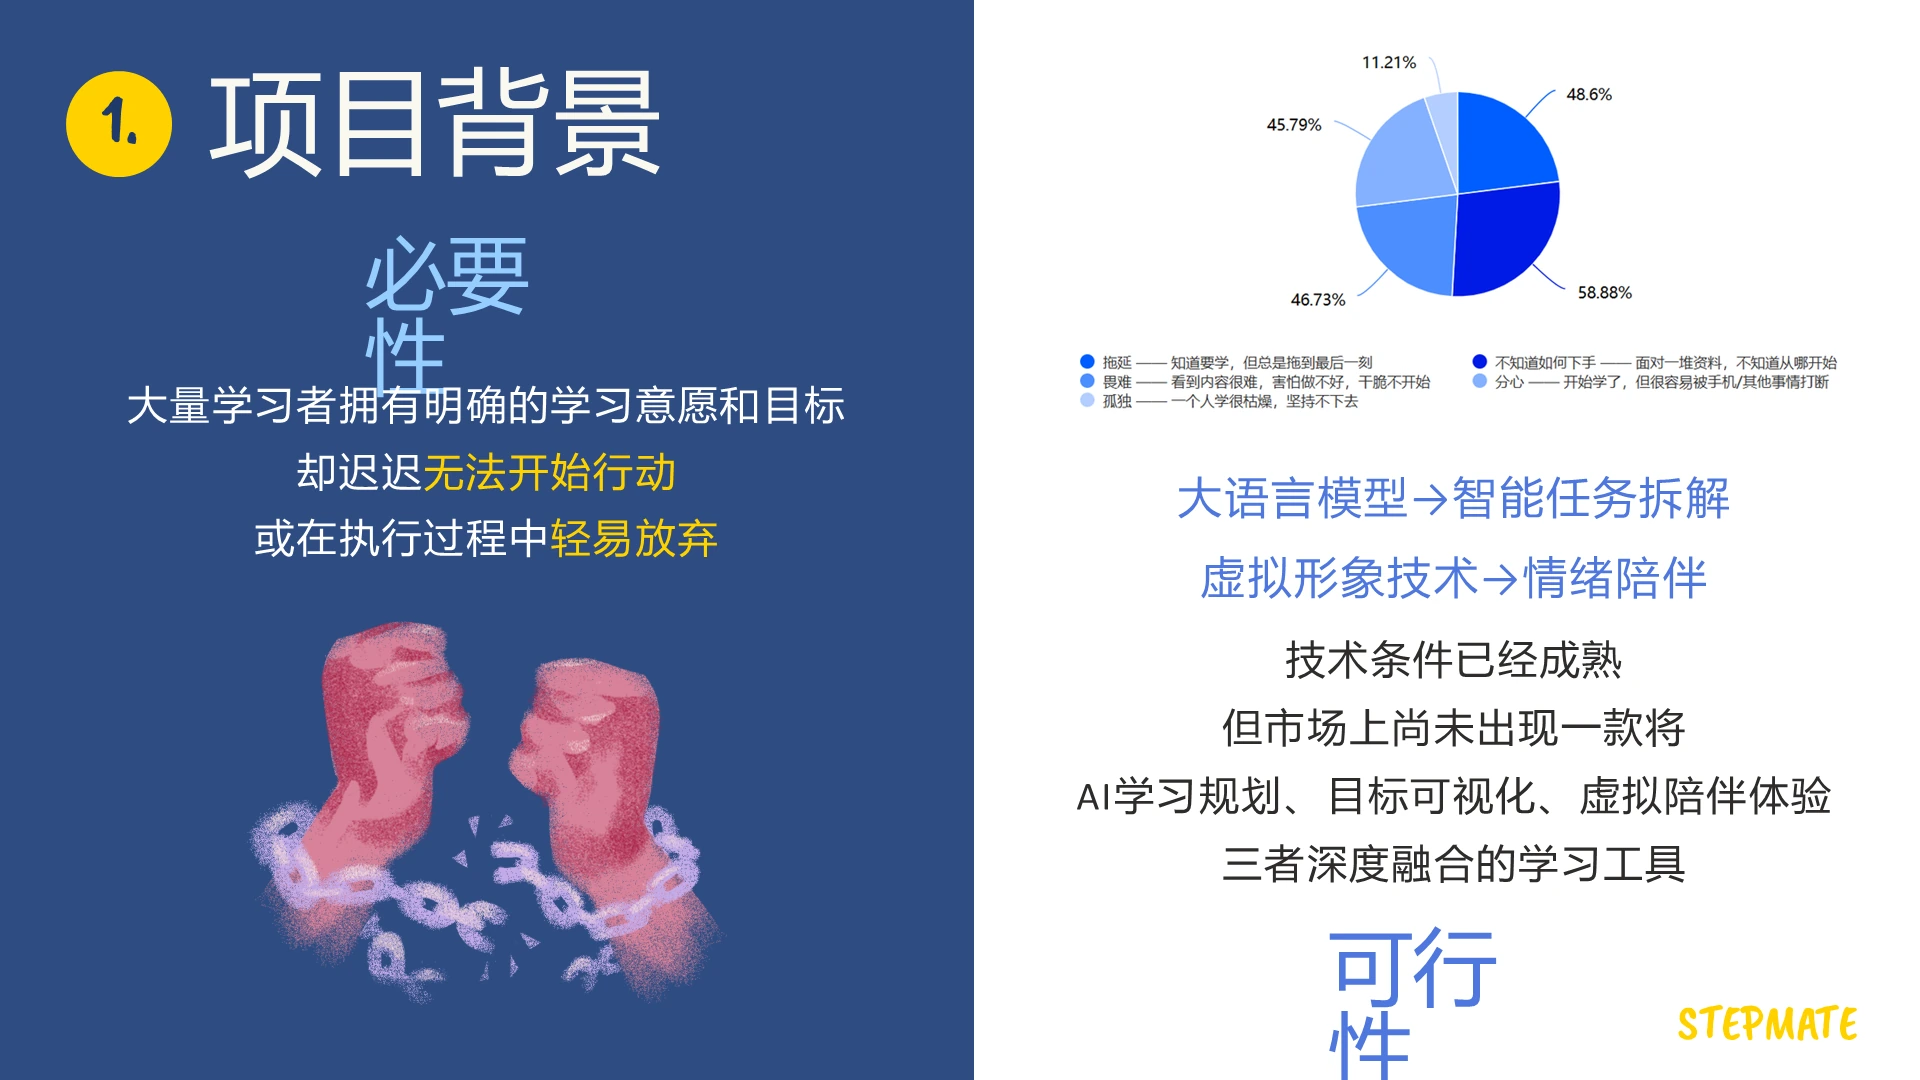 1.
项目背景
必要
性
大量学习者拥有明确的学习意愿和目标
却迟迟无法开始行动
或在执行过程中轻易放弃
11.21%
48.6%
45.79%
46.73%
58.88%
拖延 —— 知道要学，但总是拖到最后一刻
不知道如何下手 —— 面对一堆资料，不知道从哪开始
畏难 —— 看到内容很难，害怕做不好，干脆不开始
分心 —— 开始学了，但很容易被手机/其他事情打断
孤独 —— 一个人学很枯燥，坚持不下去
大语言模型→智能任务拆解
虚拟形象技术→情绪陪伴
技术条件已经成熟
但市场上尚未出现一款将
AI学习规划、目标可视化、虚拟陪伴体验
三者深度融合的学习工具
可行
性
STEPMATE